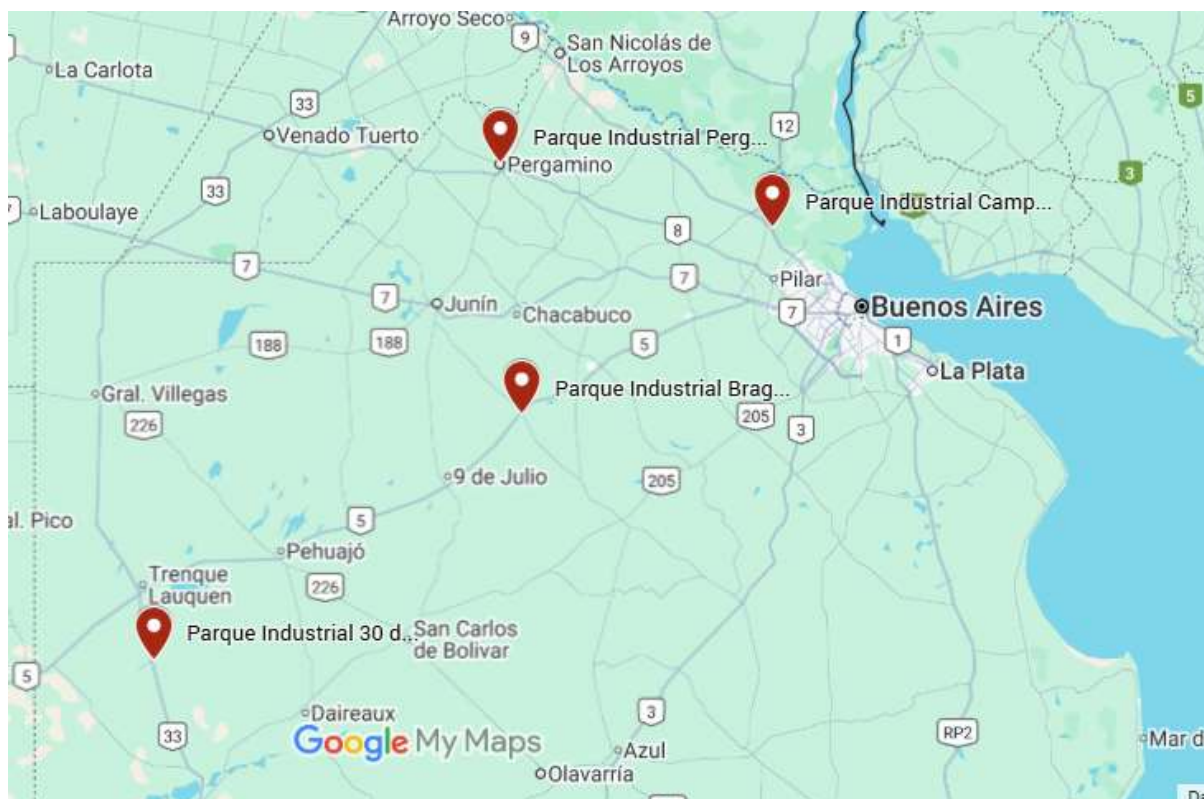 Arroyo Seco
9
San Nicolás de
Los Arroyos
La Carlota
5
33
12
Venado Tuerto
Parque Industrial Perg...
Pergamino
3
33
Parque Industrial Camp...
7
Laboulaye
8
7
7
Pilar
7
Junín
Chacabuco
7
Buenos Aires
188
188
5
1
La Plata
Gral. Villegas
Parque Industrial Brag...
226
205
3
9 de Julio
205
al. Pico
5
Pehuajó
Trenque
Lauquen
226
Parque Industrial 30 d...
San Carlos
de Bolivar
5
33
Daireaux
3
RP2
Google My Maps
Azul
Mar d
Olavarría